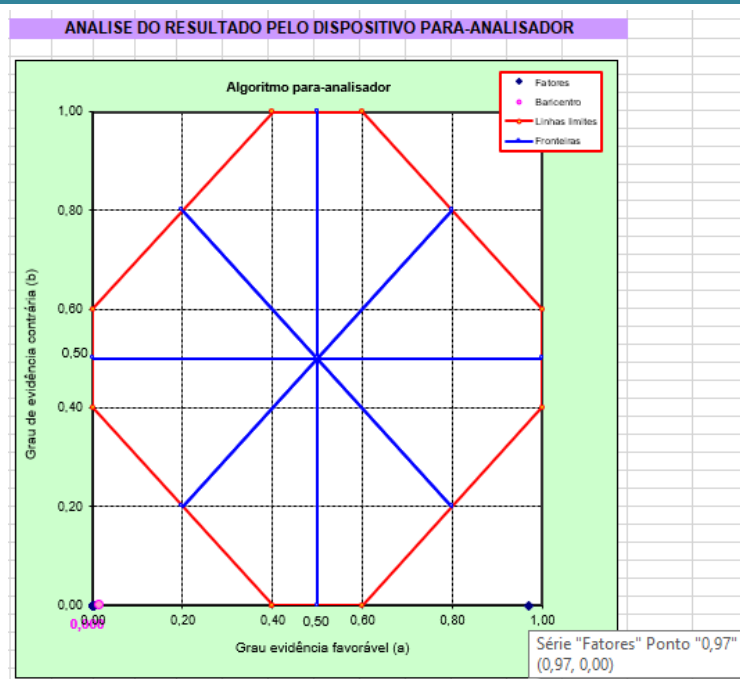 ANALISE DO RESULTADO PELO DISPOSITIVO PARA-ANALISADOR
Algoritmo para-analisador
Fatores
Baricentro
Linhas limites
Fronteiras
1,00
0,80
0,60
0,50
0,40
0,20
0,00
Grau de evidência contrária (b)
0,00 0,20 0,40 0,50 0,60 0,80 1,00
Grau evidência favorável (a)
Série "Fatores" Ponto "0,97"
(0,97, 0,00)